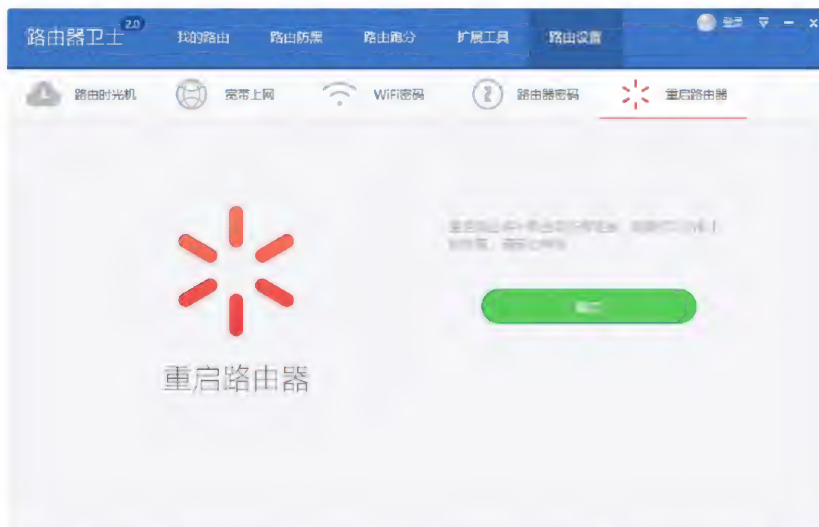 路由器卫士 2.0
我的路由 路由防黑 路由跑分 扩展工具 路由设置 登录
路由时光机 宽带上网 WiFi密码 路由器密码 重启路由器
重启路由器